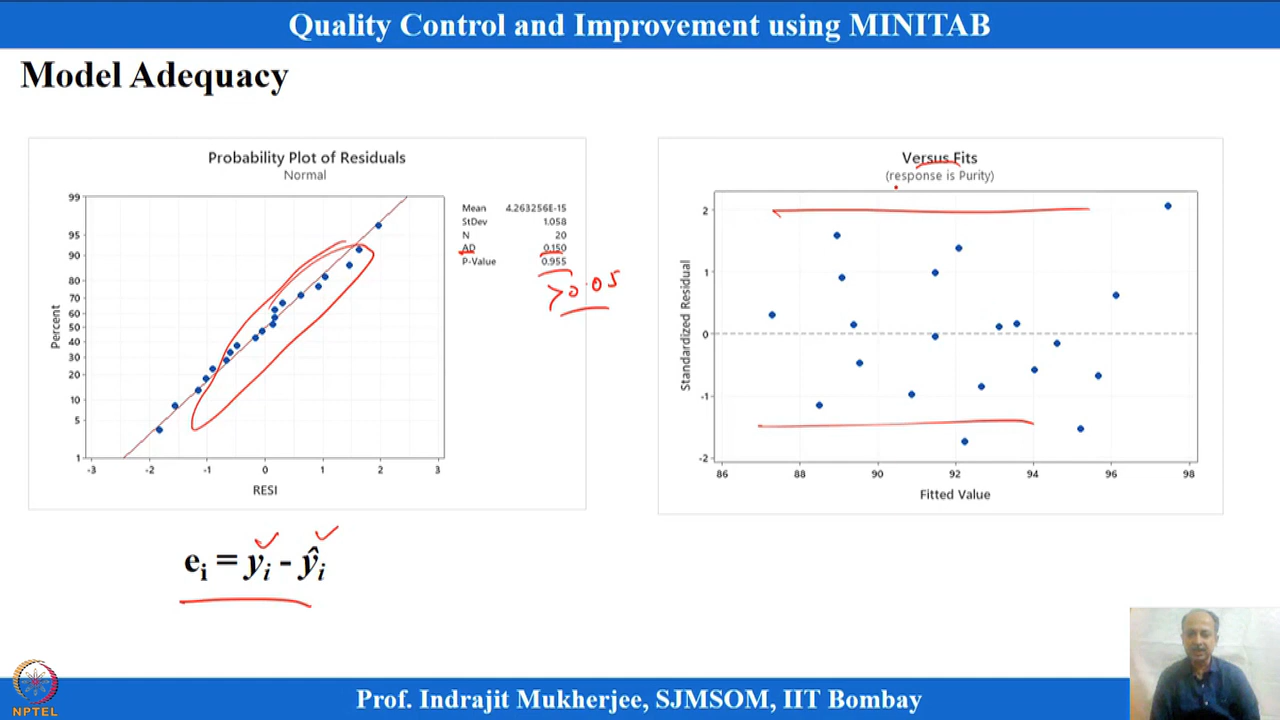 Quality Control and Improvement using MINITAB
Model Adequacy
Probability Plot of Residuals
Normal
99
95
90
80
70
60
50
40
30
20
10
5
1
Percent
-3 -2 -1 0 1 2 3
RESI
Mean 4.263256E-15
StDev 1.058
N 20
AD 0.150
P-Value 0.955
>0.05
Versus Fits
(response is Purity)
2
1
0
-1
-2
Standardized Residual
86 88 90 92 94 96 98
Fitted Value
ei = yi - ŷi
NPTEL
Prof. Indrajit Mukherjee, SJMSOM, IIT Bombay